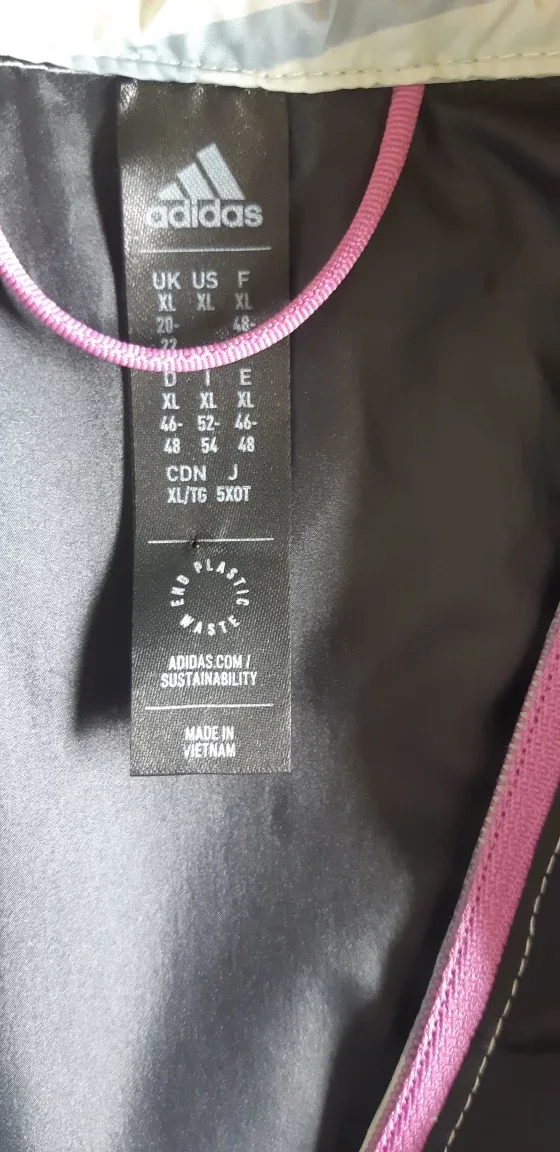 adidas
UK US F
XL XL XL
20- 48-
22
D I E
XL XL XL
46- 52- 46-
48 54 48
CDN J
XL/TG 5XOT
END PLASTIC WASTE
ADIDAS.COM /
SUSTAINABILITY
MADE IN
VIETNAM